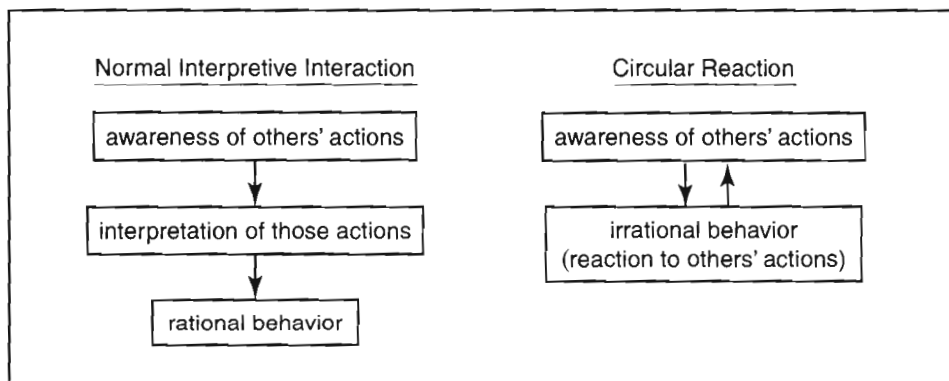 Normal Interpretive Interaction
awareness of others' actions
interpretation of those actions
rational behavior
Circular Reaction
awareness of others' actions
irrational behavior
(reaction to others' actions)